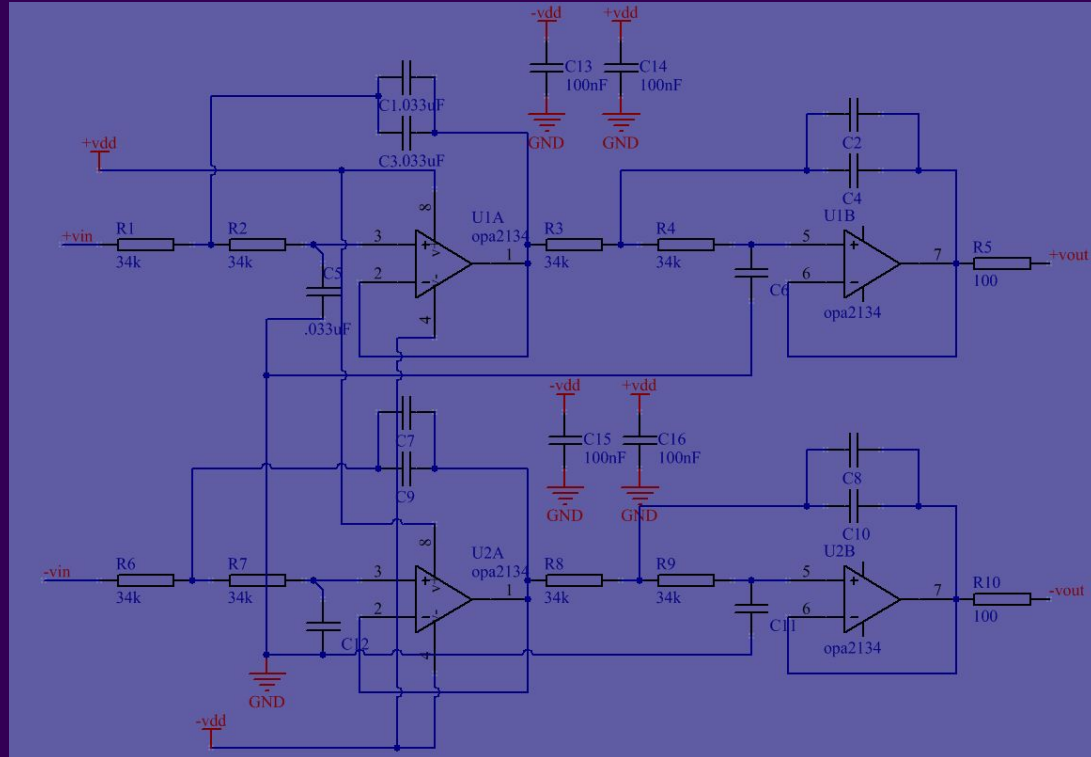 -vdd
+vdd
C13
100nF
C14
100nF
GND
GND
C1.033uF
C3.033uF
+vdd
C2
C4
U1B
U1A
opa2134
8
V+
V-
4
R1
34k
R2
34k
+vin
3
2
1
C5
.033uF
R3
34k
R4
34k
C6
5
6
7
opa2134
R5
100
+vout
-vdd
+vdd
C15
100nF
C16
100nF
GND
GND
C7
C9
C8
C10
U2B
U2A
opa2134
8
4
-vin
R6
34k
R7
34k
3
2
1
C12
R8
34k
R9
34k
C11
5
6
7
opa2134
R10
100
-vout
GND
-vdd